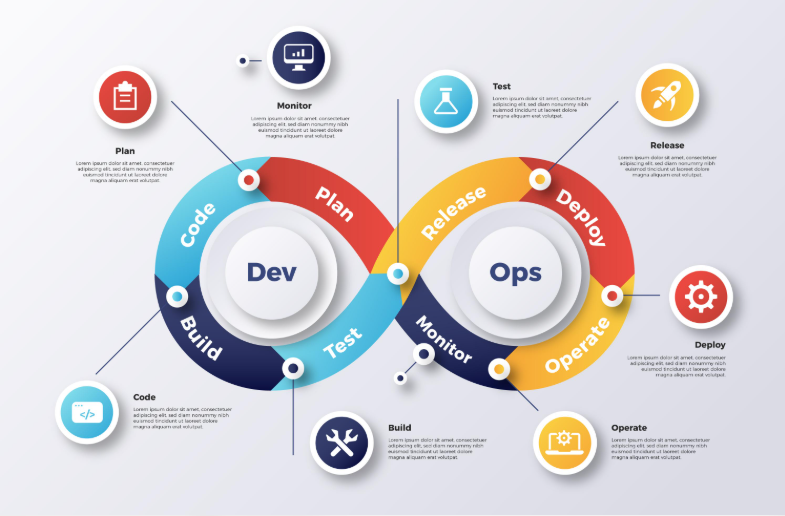 Monitor
Lorem ipsum dolor sit amet, consectetuer
adipiscing elit, sed diam nonummy nibh
euismod tincidunt ut laoreet dolore
magna aliquam erat volutpat.
Plan
Lorem ipsum dolor sit amet, consectetuer
adipiscing elit, sed diam nonummy nibh
euismod tincidunt ut laoreet dolore
magna aliquam erat volutpat.
Test
Lorem ipsum dolor sit amet, consectetuer
adipiscing elit, sed diam nonummy nibh
euismod tincidunt ut laoreet dolore
magna aliquam erat volutpat.
Release
Lorem ipsum dolor sit amet, consectetuer
adipiscing elit, sed diam nonummy nibh
euismod tincidunt ut laoreet dolore
magna aliquam erat volutpat.
Code
Plan
Release
Deploy
Dev
Ops
Build
Test
Monitor
Operate
Deploy
Lorem ipsum dolor sit amet, consectetuer
adipiscing elit, sed diam nonummy nibh
euismod tincidunt ut laoreet dolore
magna aliquam erat volutpat.
</>
Code
Lorem ipsum dolor sit amet, consectetuer
adipiscing elit, sed diam nonummy nibh
euismod tincidunt ut laoreet dolore
magna aliquam erat volutpat.
Build
Lorem ipsum dolor sit amet, consectetuer
adipiscing elit, sed diam nonummy nibh
euismod tincidunt ut laoreet dolore
magna aliquam erat volutpat.
Operate
Lorem ipsum dolor sit amet, consectetuer
adipiscing elit, sed diam nonummy nibh
euismod tincidunt ut laoreet dolore
magna aliquam erat volutpat.